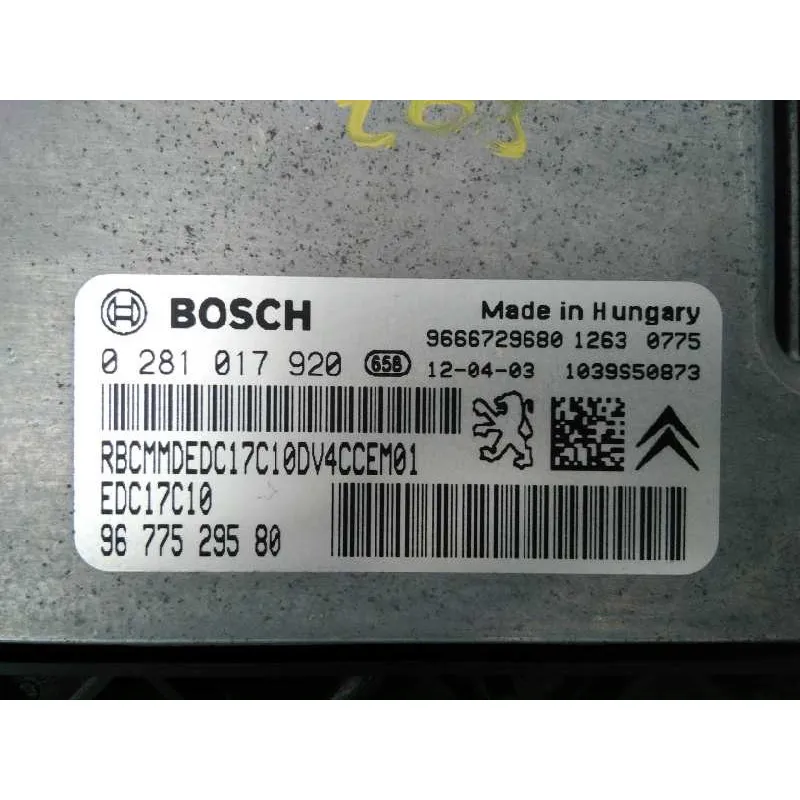 203
BOSCH
Made in Hungary
9666729680 1263 0775
0 281 017 920 658 12-04-03 1039S50873
RBCMMDEDC17C10DV4CCEM01
EDC17C10
96 775 295 80